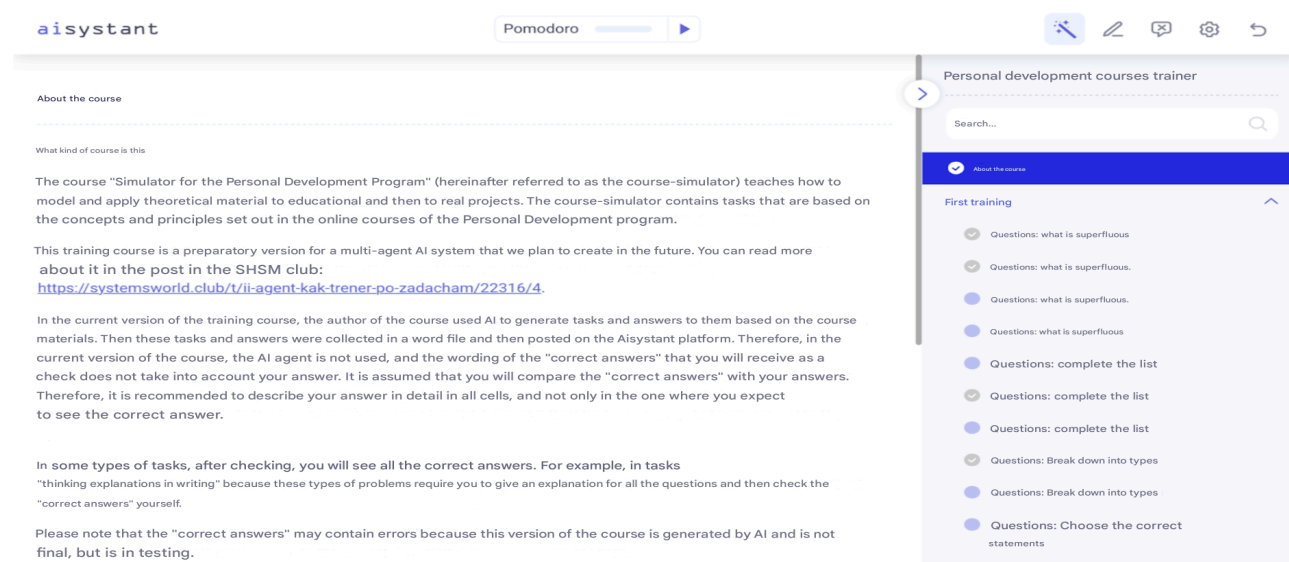 aisystant
Pomodoro
About the course
What kind of course is this
The course "Simulator for the Personal Development Program" (hereinafter referred to as the course-simulator) teaches how to
model and apply theoretical material to educational and then to real projects. The course-simulator contains tasks that are based on
the concepts and principles set out in the online courses of the Personal Development program.
This training course is a preparatory version for a multi-agent AI system that we plan to create in the future. You can read more
about it in the post in the SHSM club:
https://systemsworld.club/t/ii-agent-kak-trener-po-zadacham/22316/4.
In the current version of the training course, the author of the course used AI to generate tasks and answers to them based on the course
materials. Then these tasks and answers were collected in a word file and then posted on the Aisystant platform. Therefore, in the
current version of the course, the AI agent is not used, and the wording of the "correct answers" that you will receive as a
check does not take into account your answer. It is assumed that you will compare the "correct answers" with your answers.
Therefore, it is recommended to describe your answer in detail in all cells, and not only in the one where you expect
to see the correct answer.
In some types of tasks, after checking, you will see all the correct answers. For example, in tasks
"thinking explanations in writing" because these types of problems require you to give an explanation for all the questions and then check the
"correct answers" yourself.
Please note that the "correct answers" may contain errors because this version of the course is generated by AI and is not
final, but is in testing.
Personal development courses trainer
Search...
About the course
First training
Questions: what is superfluous
Questions: what is superfluous.
Questions: what is superfluous.
Questions: what is superfluous
Questions: complete the list
Questions: complete the list
Questions: complete the list
Questions: Break down into types
Questions: Break down into types
Questions: Choose the correct
statements